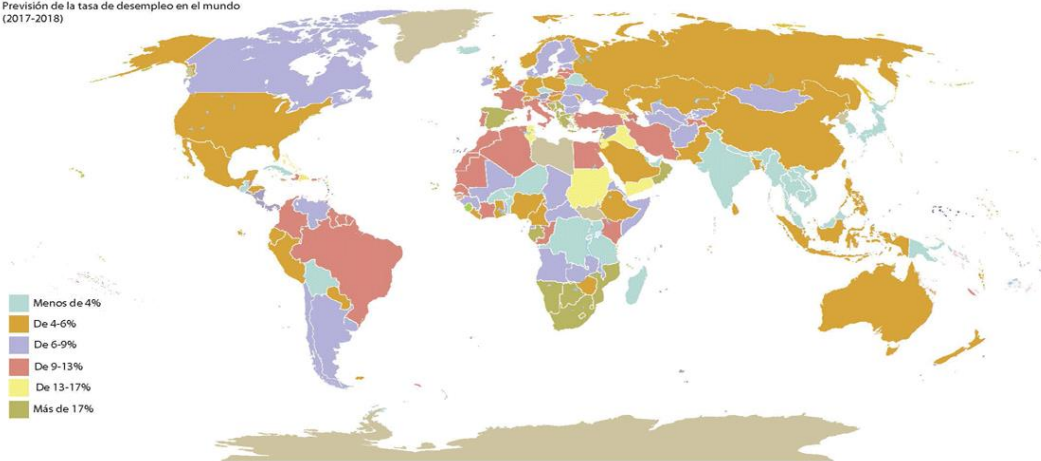 Previsión de la tasa de desempleo en el mundo
(2017-2018)
Menos de 4%
De 4-6%
De 6-9%
De 9-13%
De 13-17%
Más de 17%